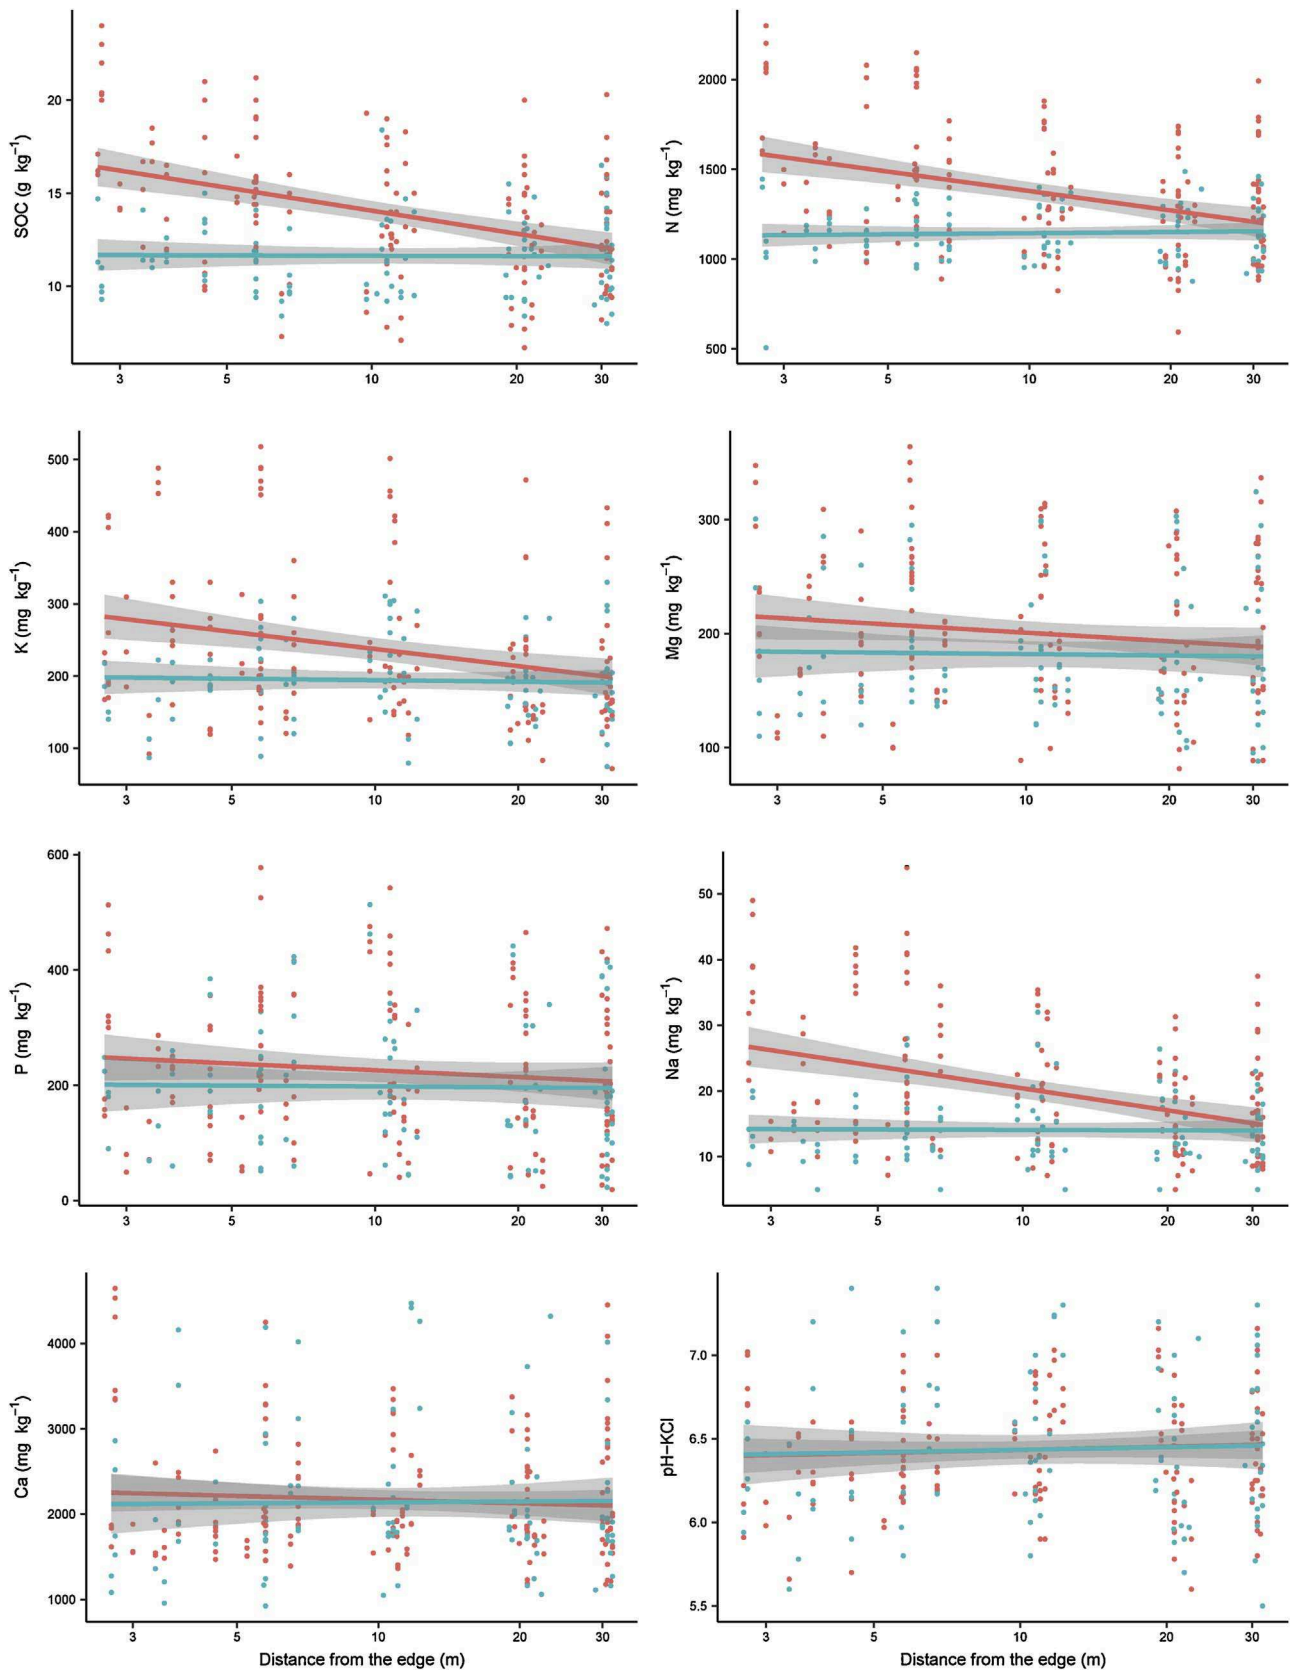 SOC (g kg⁻¹)
20
15
10
3 5 10 20 30
N (mg kg⁻¹)
2000
1500
1000
500
3 5 10 20 30
K (mg kg⁻¹)
500
400
300
200
100
3 5 10 20 30
Mg (mg kg⁻¹)
300
200
100
3 5 10 20 30
P (mg kg⁻¹)
600
400
200
0
3 5 10 20 30
Na (mg kg⁻¹)
50
40
30
20
10
3 5 10 20 30
Ca (mg kg⁻¹)
4000
3000
2000
1000
3 5 10 20 30
Distance from the edge (m)
pH−KCl
7.0
6.5
6.0
5.5
3 5 10 20 30
Distance from the edge (m)